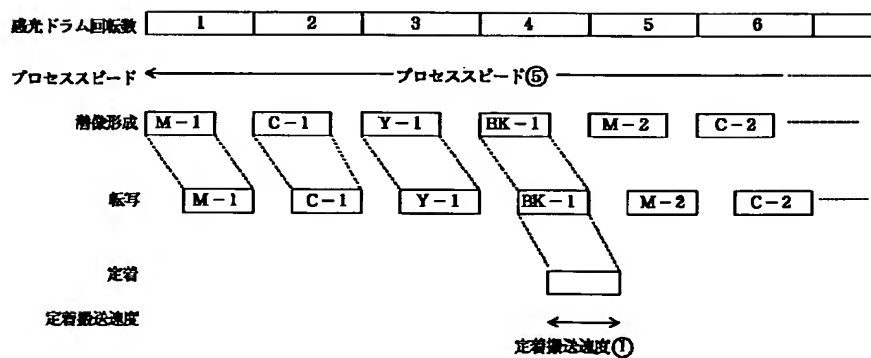 感光ドラム回転数 1 2 3 4 5 6
プロセススピード プロセススピード⑤
潜像形成 M-1 C-1 Y-1 BK-1 M-2 C-2
転写 M-1 C-1 Y-1 BK-1 M-2 C-2
定着
定着搬送速度
定着搬送速度①